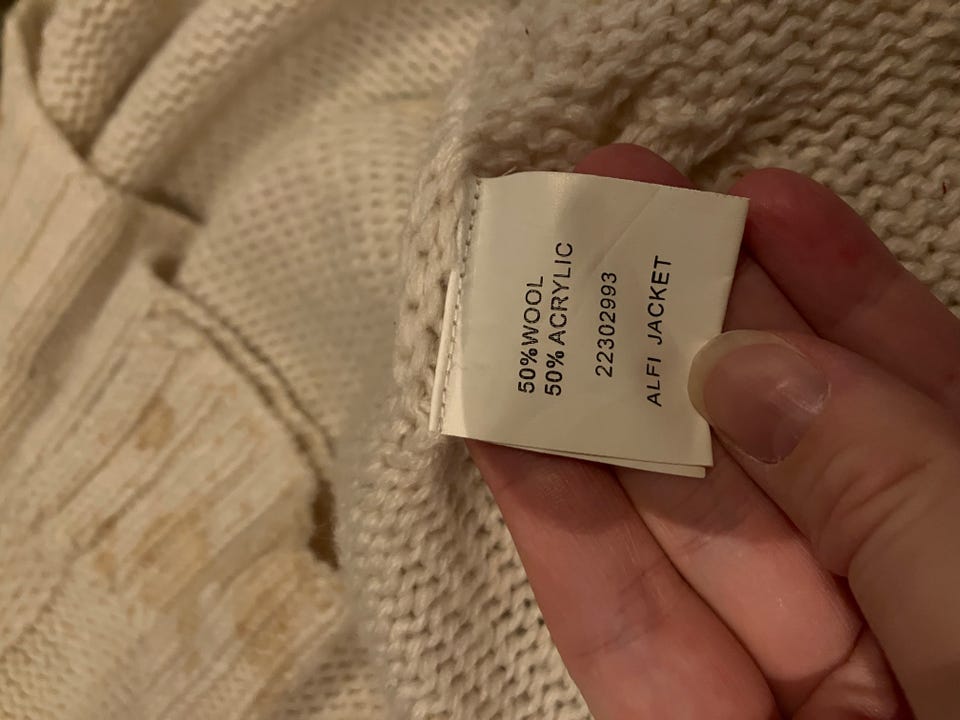 50%WOOL
50% ACRYLIC
22302993
ALFI JACKET